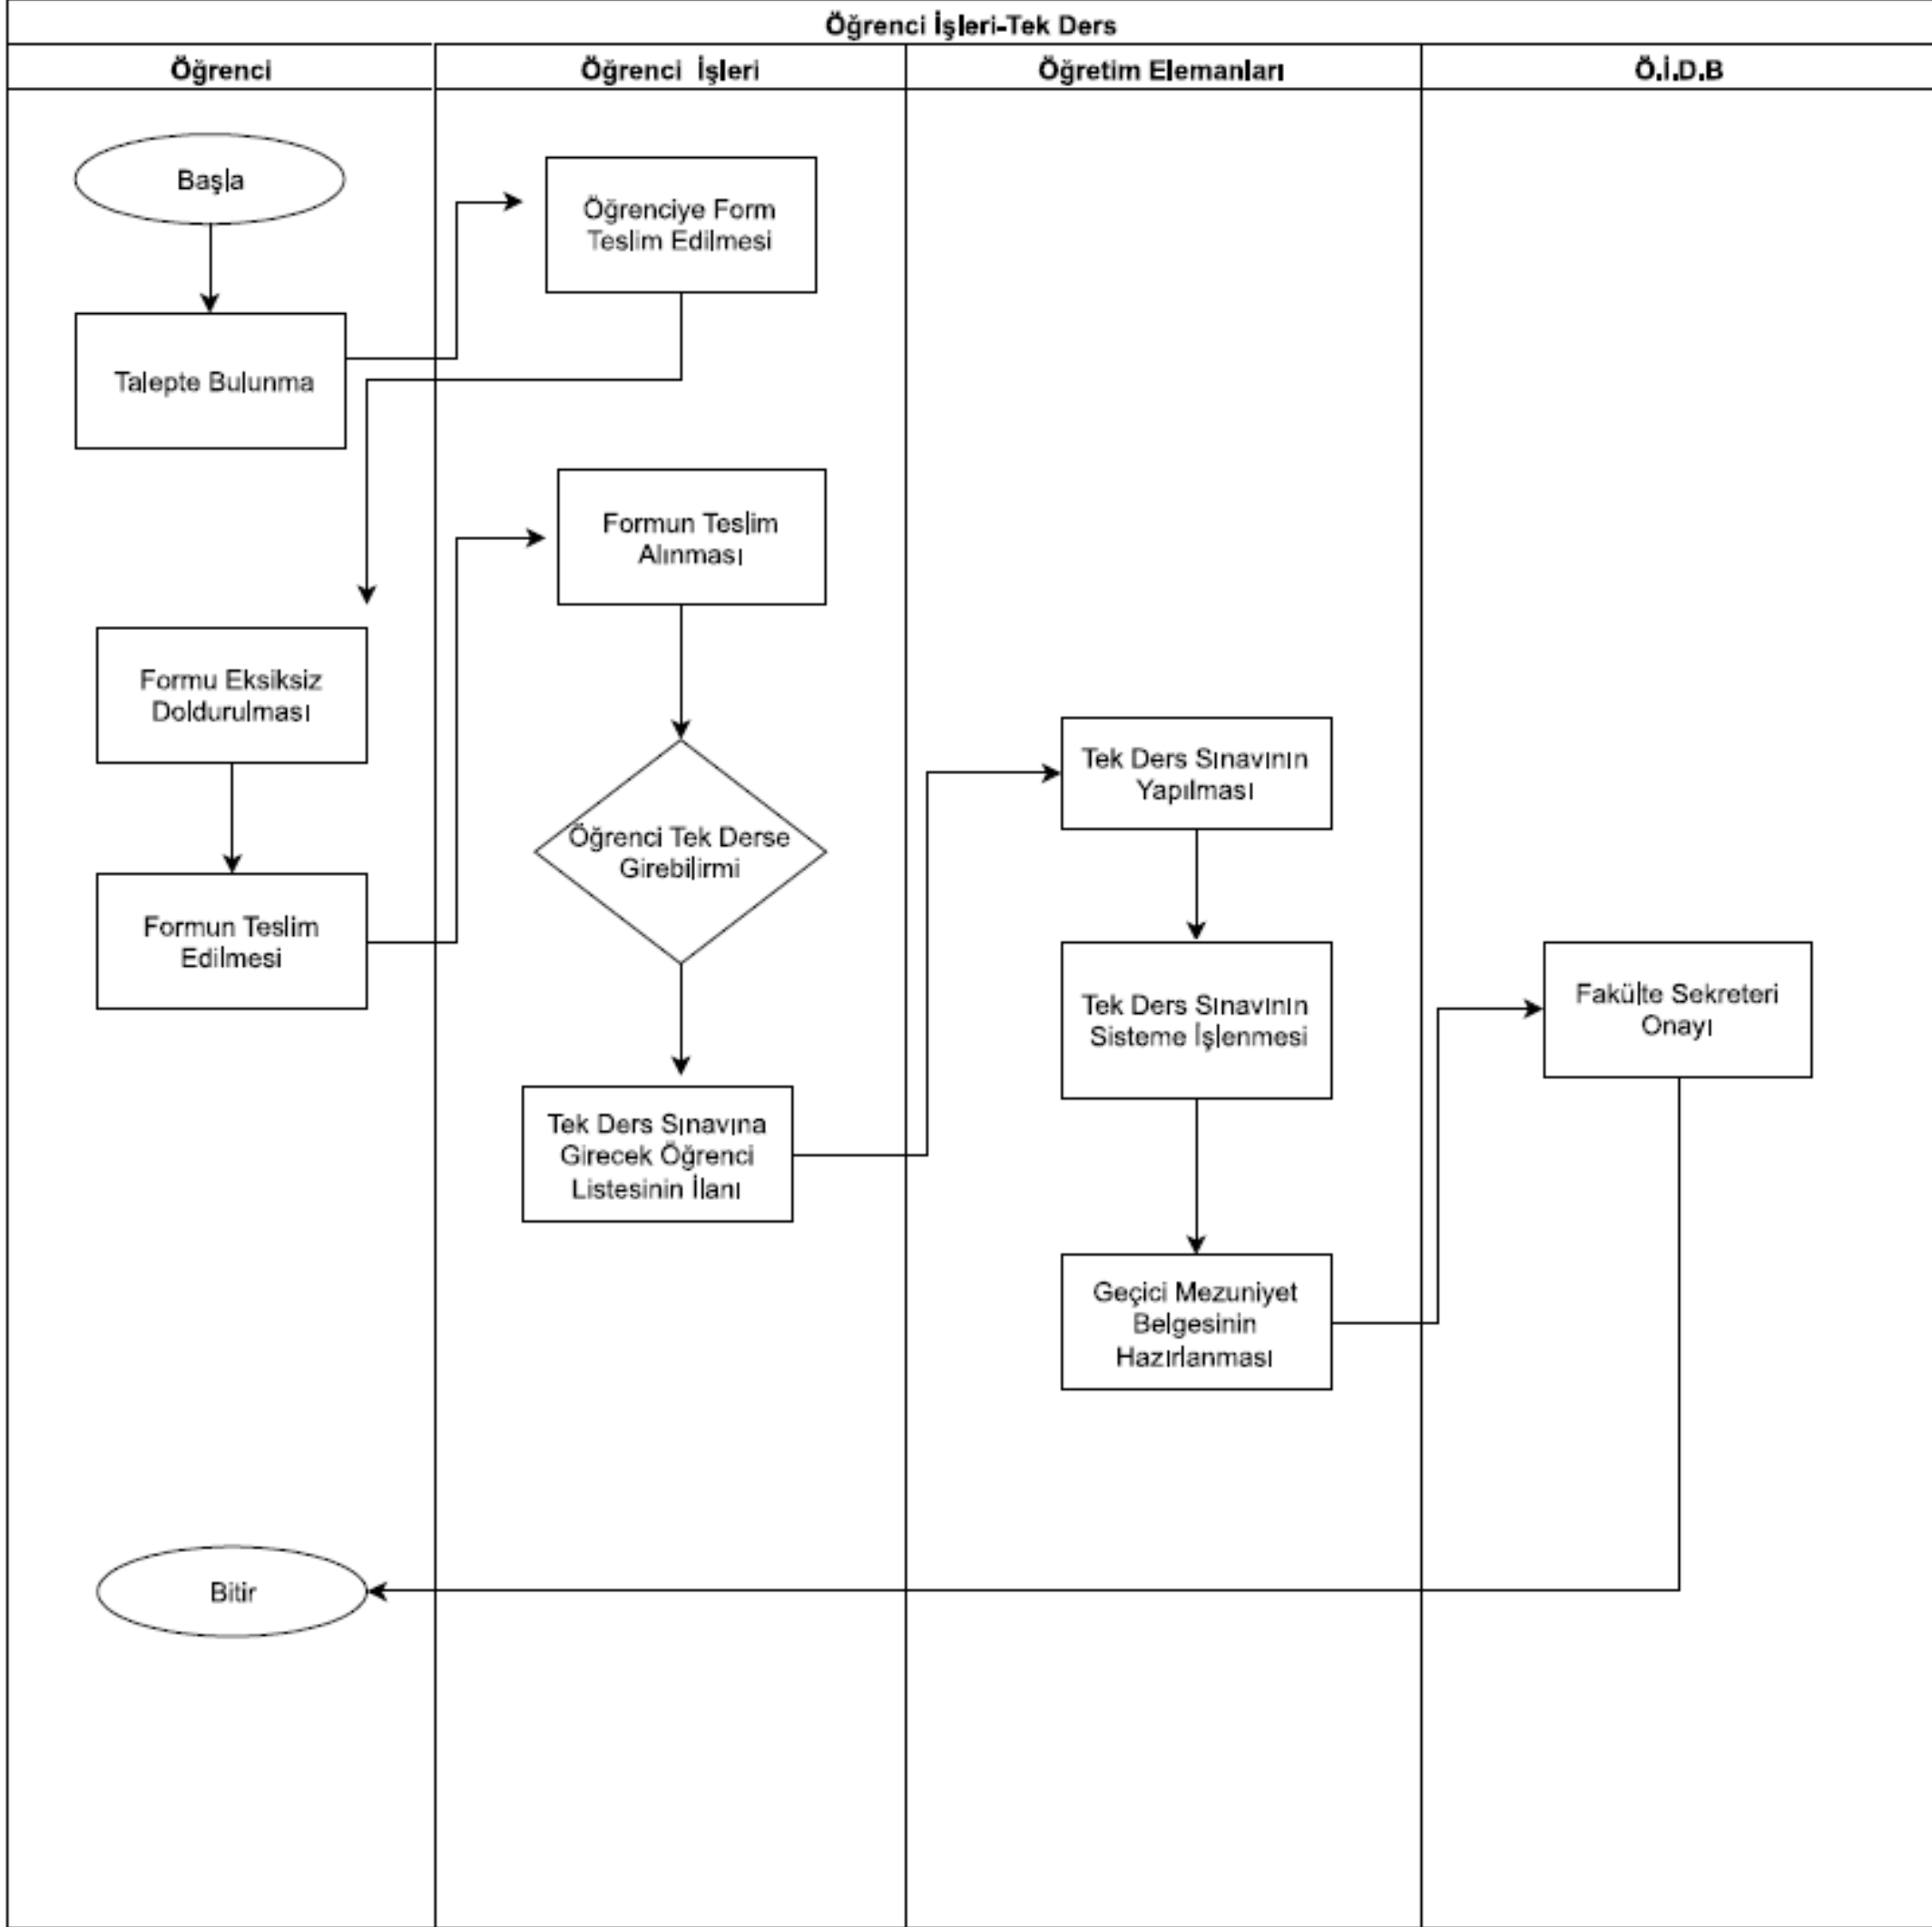 Öğrenci İşleri-Tek Ders
Öğrenci
Öğrenci İşleri
Öğretim Elemanları
Ö.İ.D.B
Başla
Öğrenciye Form
Teslim Edilmesi
Talepte Bulunma
Formun Teslim
Alınması
Formu Eksiksiz
Doldurulması
Formun Teslim
Edilmesi
Öğrenci Tek Derse
Girebilirmi
Tek Ders Sınavına
Girecek Öğrenci
Listesinin İlanı
Tek Ders Sınavının
Yapılması
Tek Ders Sınavının
Sisteme İşlenmesi
Geçici Mezuniyet
Belgesinin
Hazırlanması
Fakülte Sekreteri
Onayı
Bitir